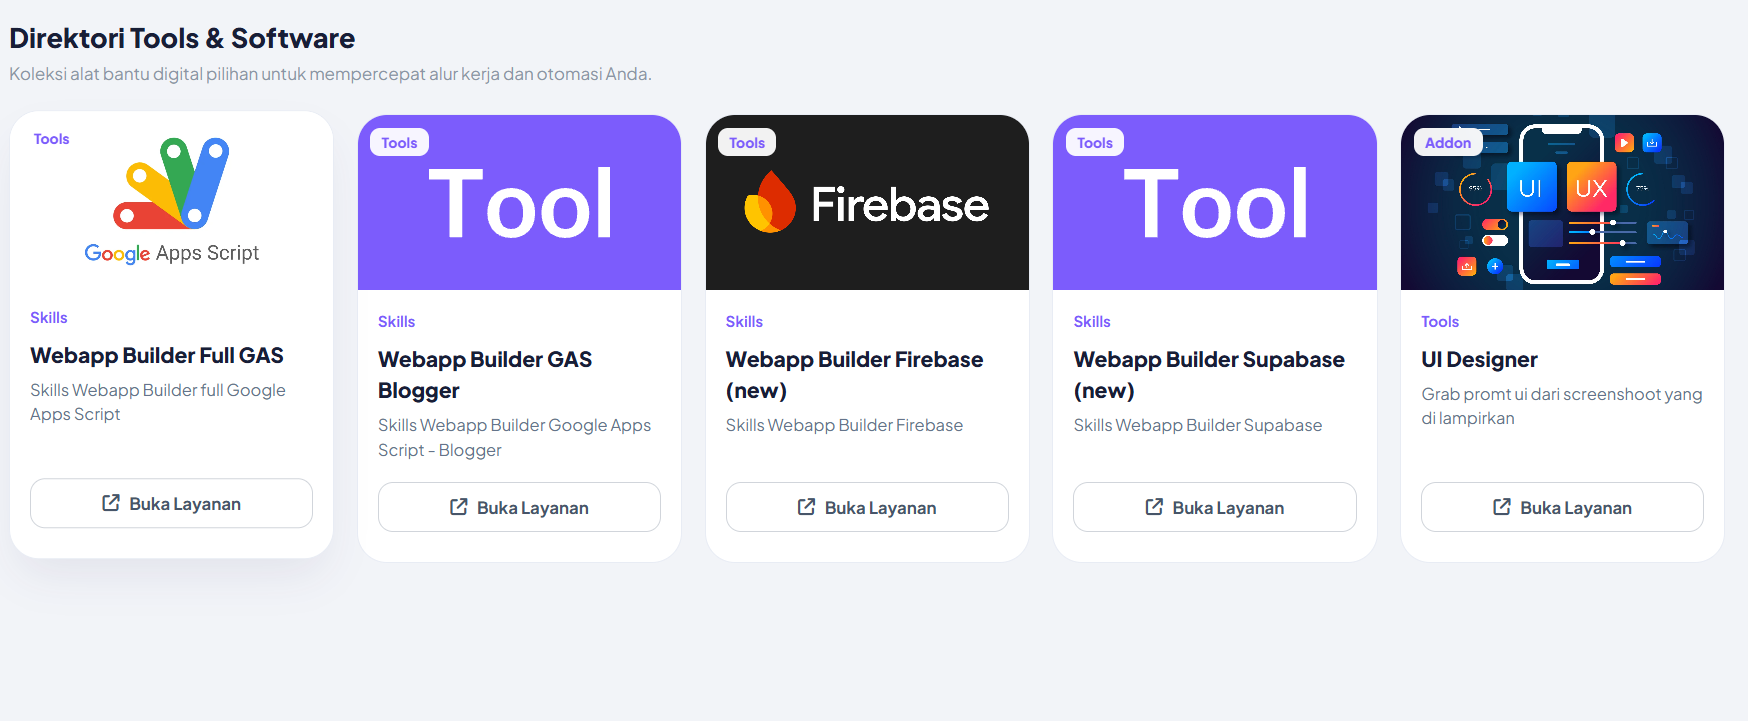 Direktori Tools & Software
Koleksi alat bantu digital pilihan untuk mempercepat alur kerja dan otomasi Anda.
Tools
Google Apps Script
Skills
Webapp Builder Full GAS
Skills Webapp Builder full Google
Apps Script
Buka Layanan
Tools
Tool
Skills
Webapp Builder GAS
Blogger
Skills Webapp Builder Google Apps
Script - Blogger
Buka Layanan
Tools
Firebase
Skills
Webapp Builder Firebase
(new)
Skills Webapp Builder Firebase
Buka Layanan
Tools
Tool
Skills
Webapp Builder Supabase
(new)
Skills Webapp Builder Supabase
Buka Layanan
Addon
UI
UX
Tools
UI Designer
Grab promt ui dari screenshoot yang
di lampirkan
Buka Layanan